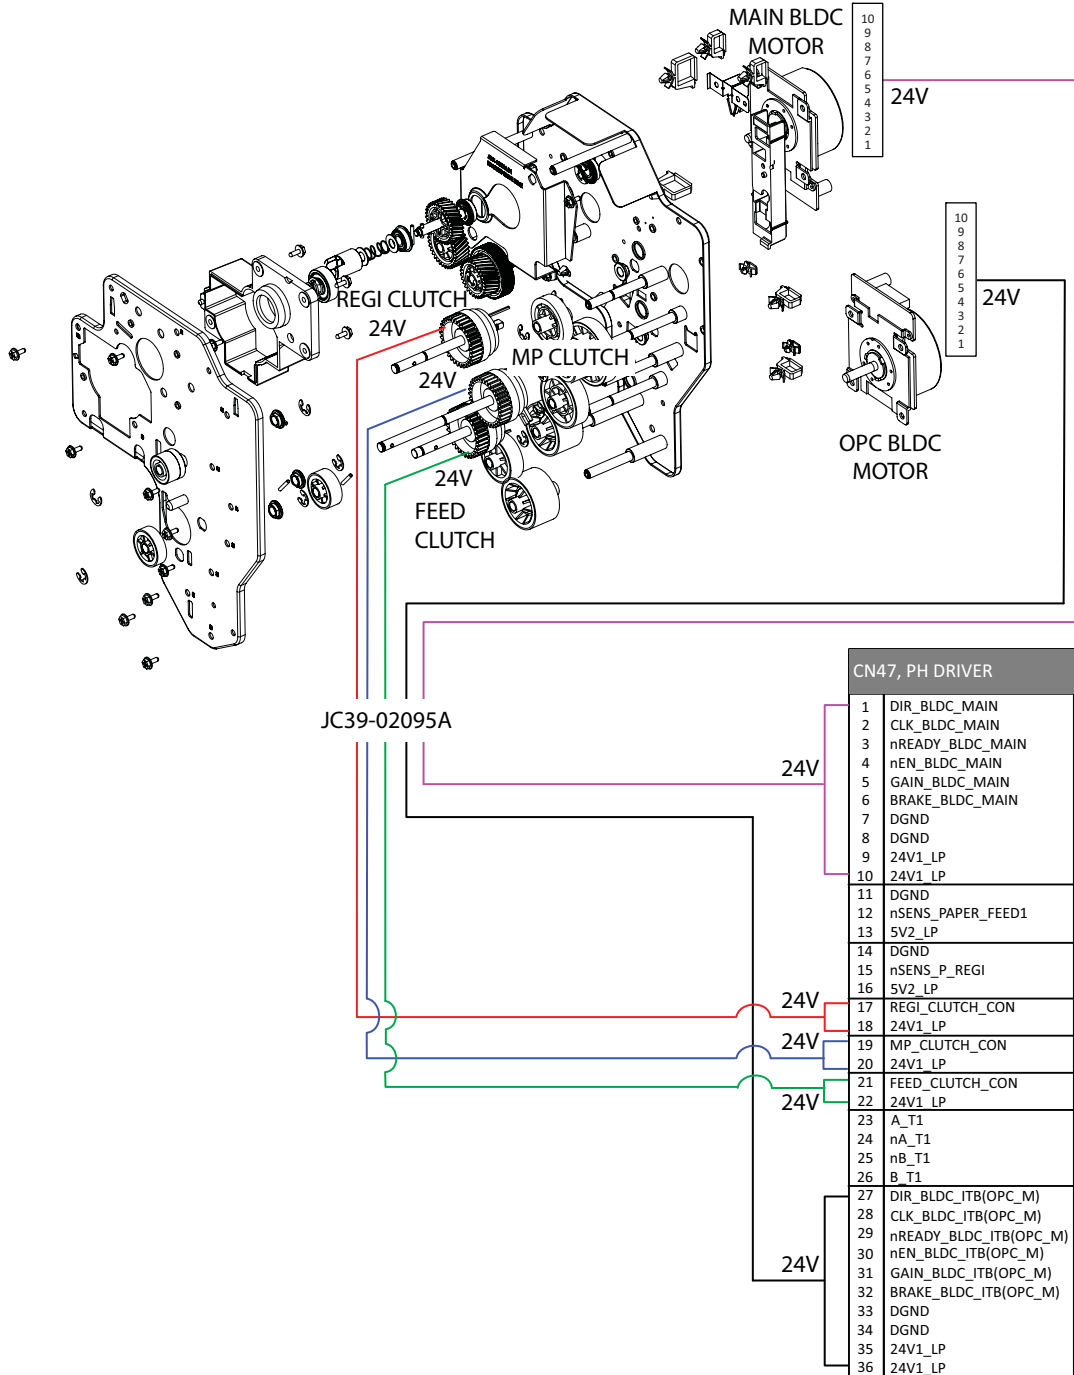 MAIN BLDC
MOTOR
10
9
8
7
6
5
4
3
2
1
24V
10
9
8
7
6
5
4
3
2
1
24V
REGI CLUTCH
24V
MP CLUTCH
24V
24V
FEED
CLUTCH
OPC BLDC
MOTOR
JC39-02095A
CN47, PH DRIVER
24V
1 DIR_BLDC_MAIN
2 CLK_BLDC_MAIN
3 nREADY_BLDC_MAIN
4 nEN_BLDC_MAIN
5 GAIN_BLDC_MAIN
6 BRAKE_BLDC_MAIN
7 DGND
8 DGND
9 24V1_LP
10 24V1_LP
11 DGND
12 nSENS_PAPER_FEED1
13 5V2_LP
14 DGND
15 nSENS_P_REGI
16 5V2_LP
24V
17 REGI_CLUTCH_CON
18 24V1_LP
24V
19 MP_CLUTCH_CON
20 24V1_LP
21 FEED_CLUTCH_CON
22 24V1_LP
24V
23 A_T1
24 nA_T1
25 nB_T1
26 B_T1
27 DIR_BLDC_ITB(OPC_M)
28 CLK_BLDC_ITB(OPC_M)
29 nREADY_BLDC_ITB(OPC_M)
30 nEN_BLDC_ITB(OPC_M)
24V
31 GAIN_BLDC_ITB(OPC_M)
32 BRAKE_BLDC_ITB(OPC_M)
33 DGND
34 DGND
35 24V1_LP
36 24V1_LP